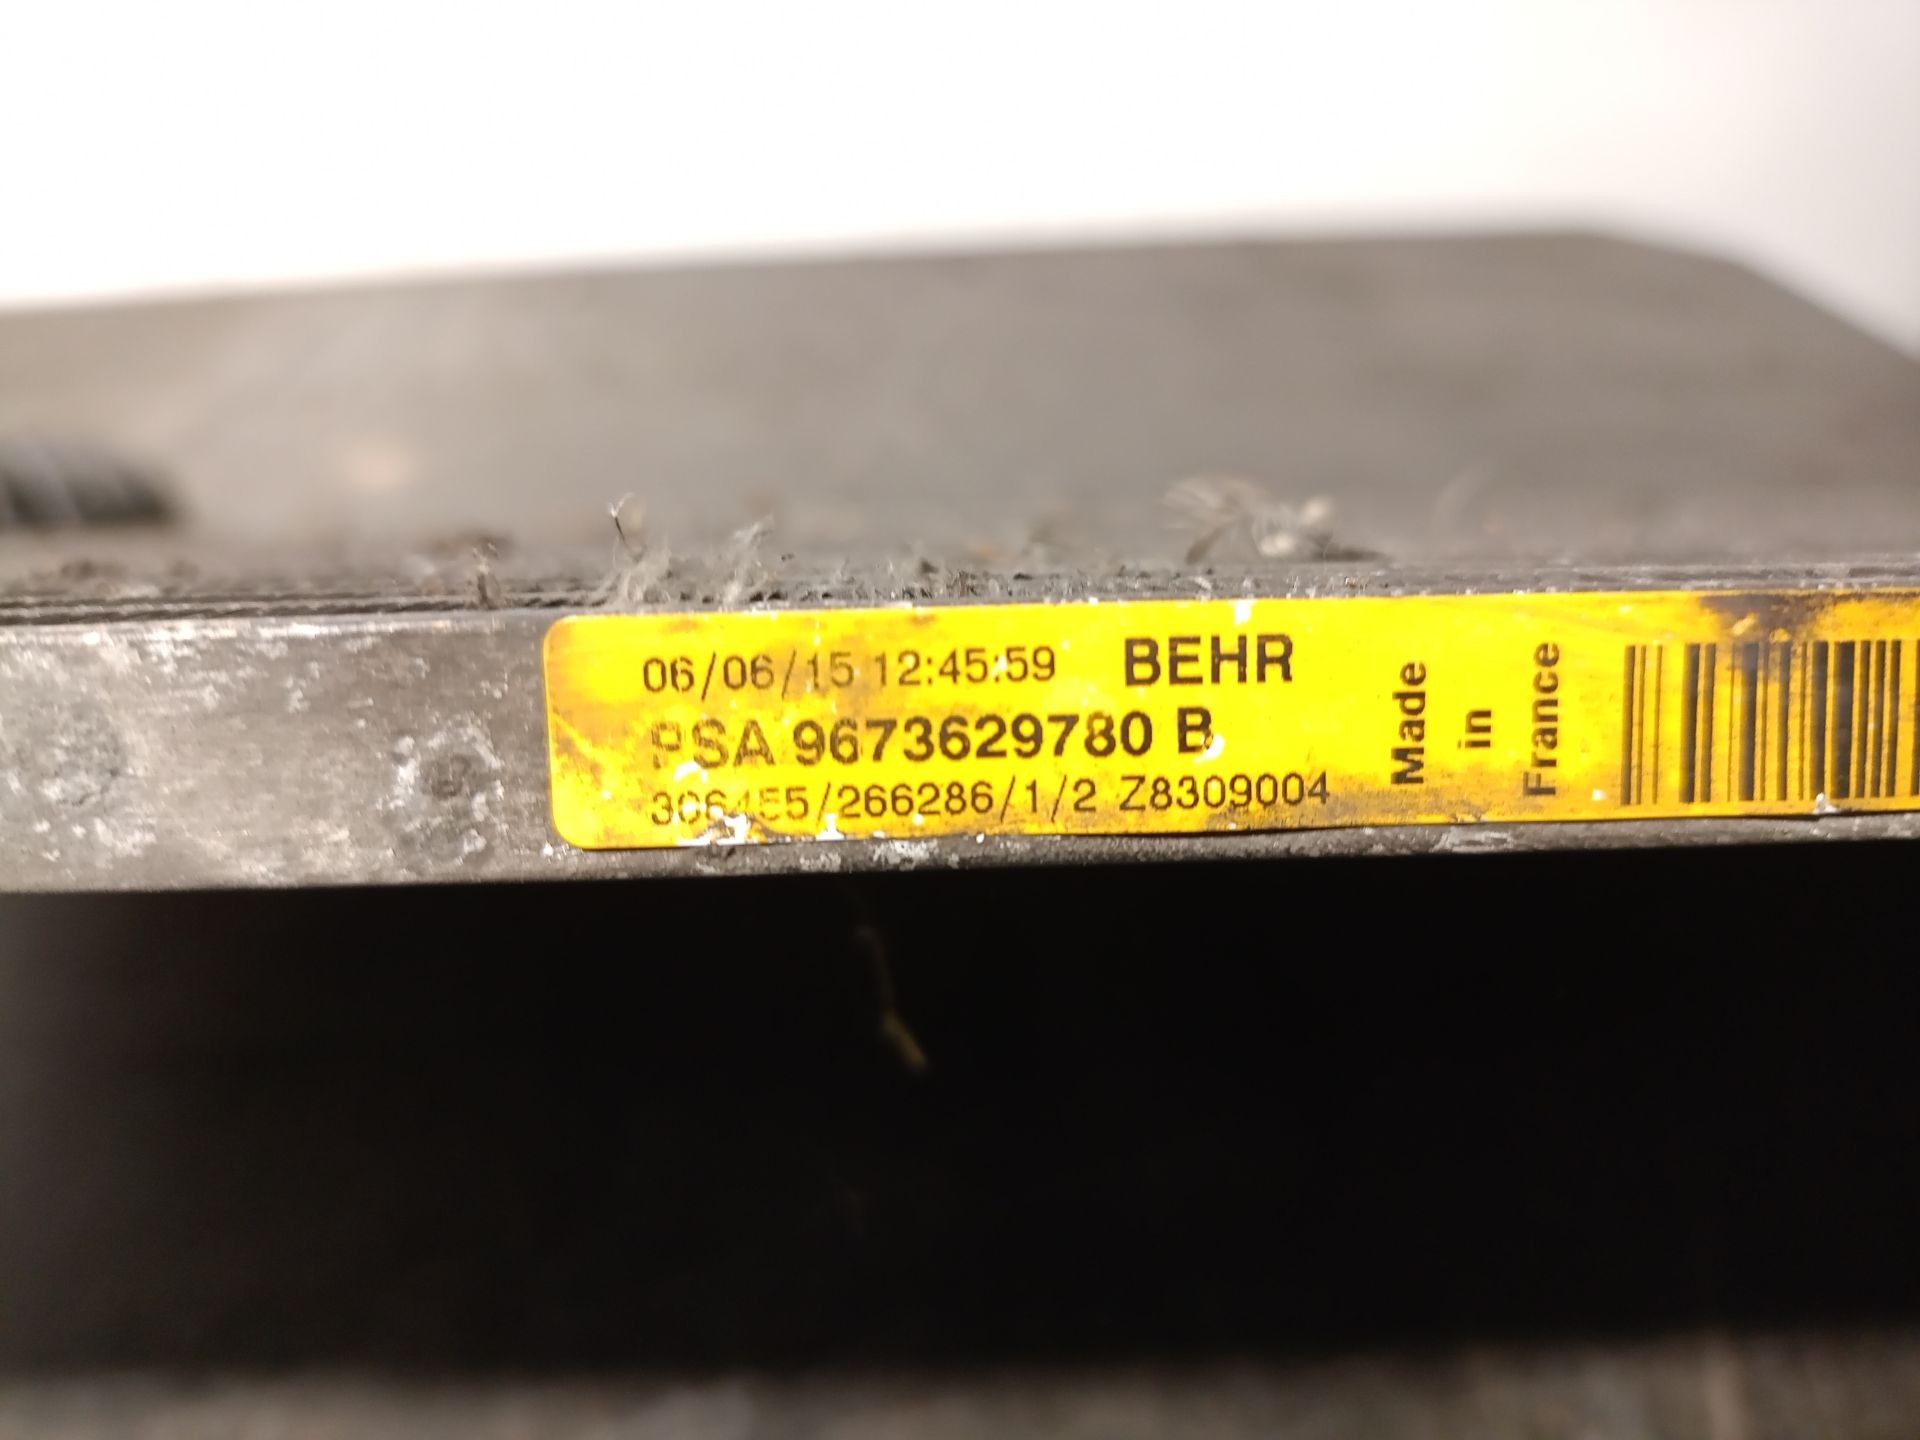 06/06/15 12:45:59 BEHR
PSA 9673629780 B
306455/266286/1/2 Z8309004
Made
in
France